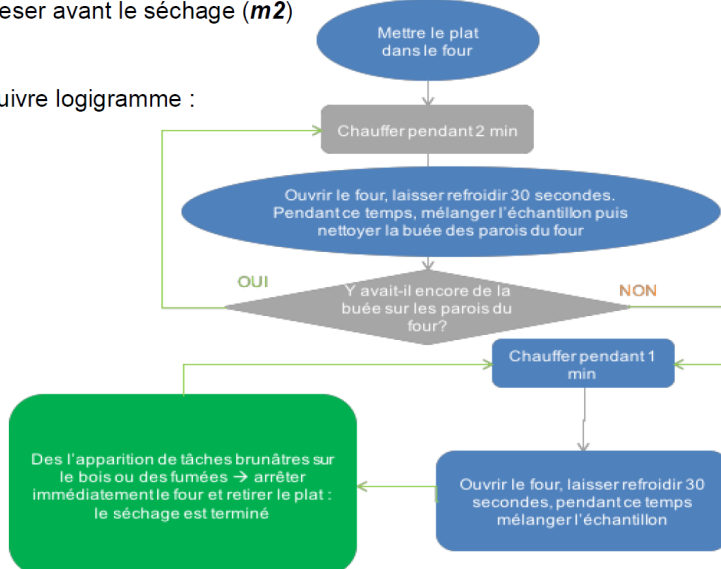 eser avant le séchage (m2)
Mettre le plat
dans le four
uivre logigramme :
Chauffer pendant 2 min
Ouvrir le four, laisser refroidir 30 secondes.
Pendant ce temps, mélanger l'échantillon puis
nettoyer la buée des parois du four
OUI
Y avait-il encore de la
buée sur les parois du
four?
NON
Chauffer pendant 1
min
Des l'apparition de tâches brunâtres sur
le bois ou des fumées → arrêter
immédiatement le four et retirer le plat :
le séchage est terminé
Ouvrir le four, laisser refroidir 30
secondes, pendant ce temps
mélanger l'échantillon